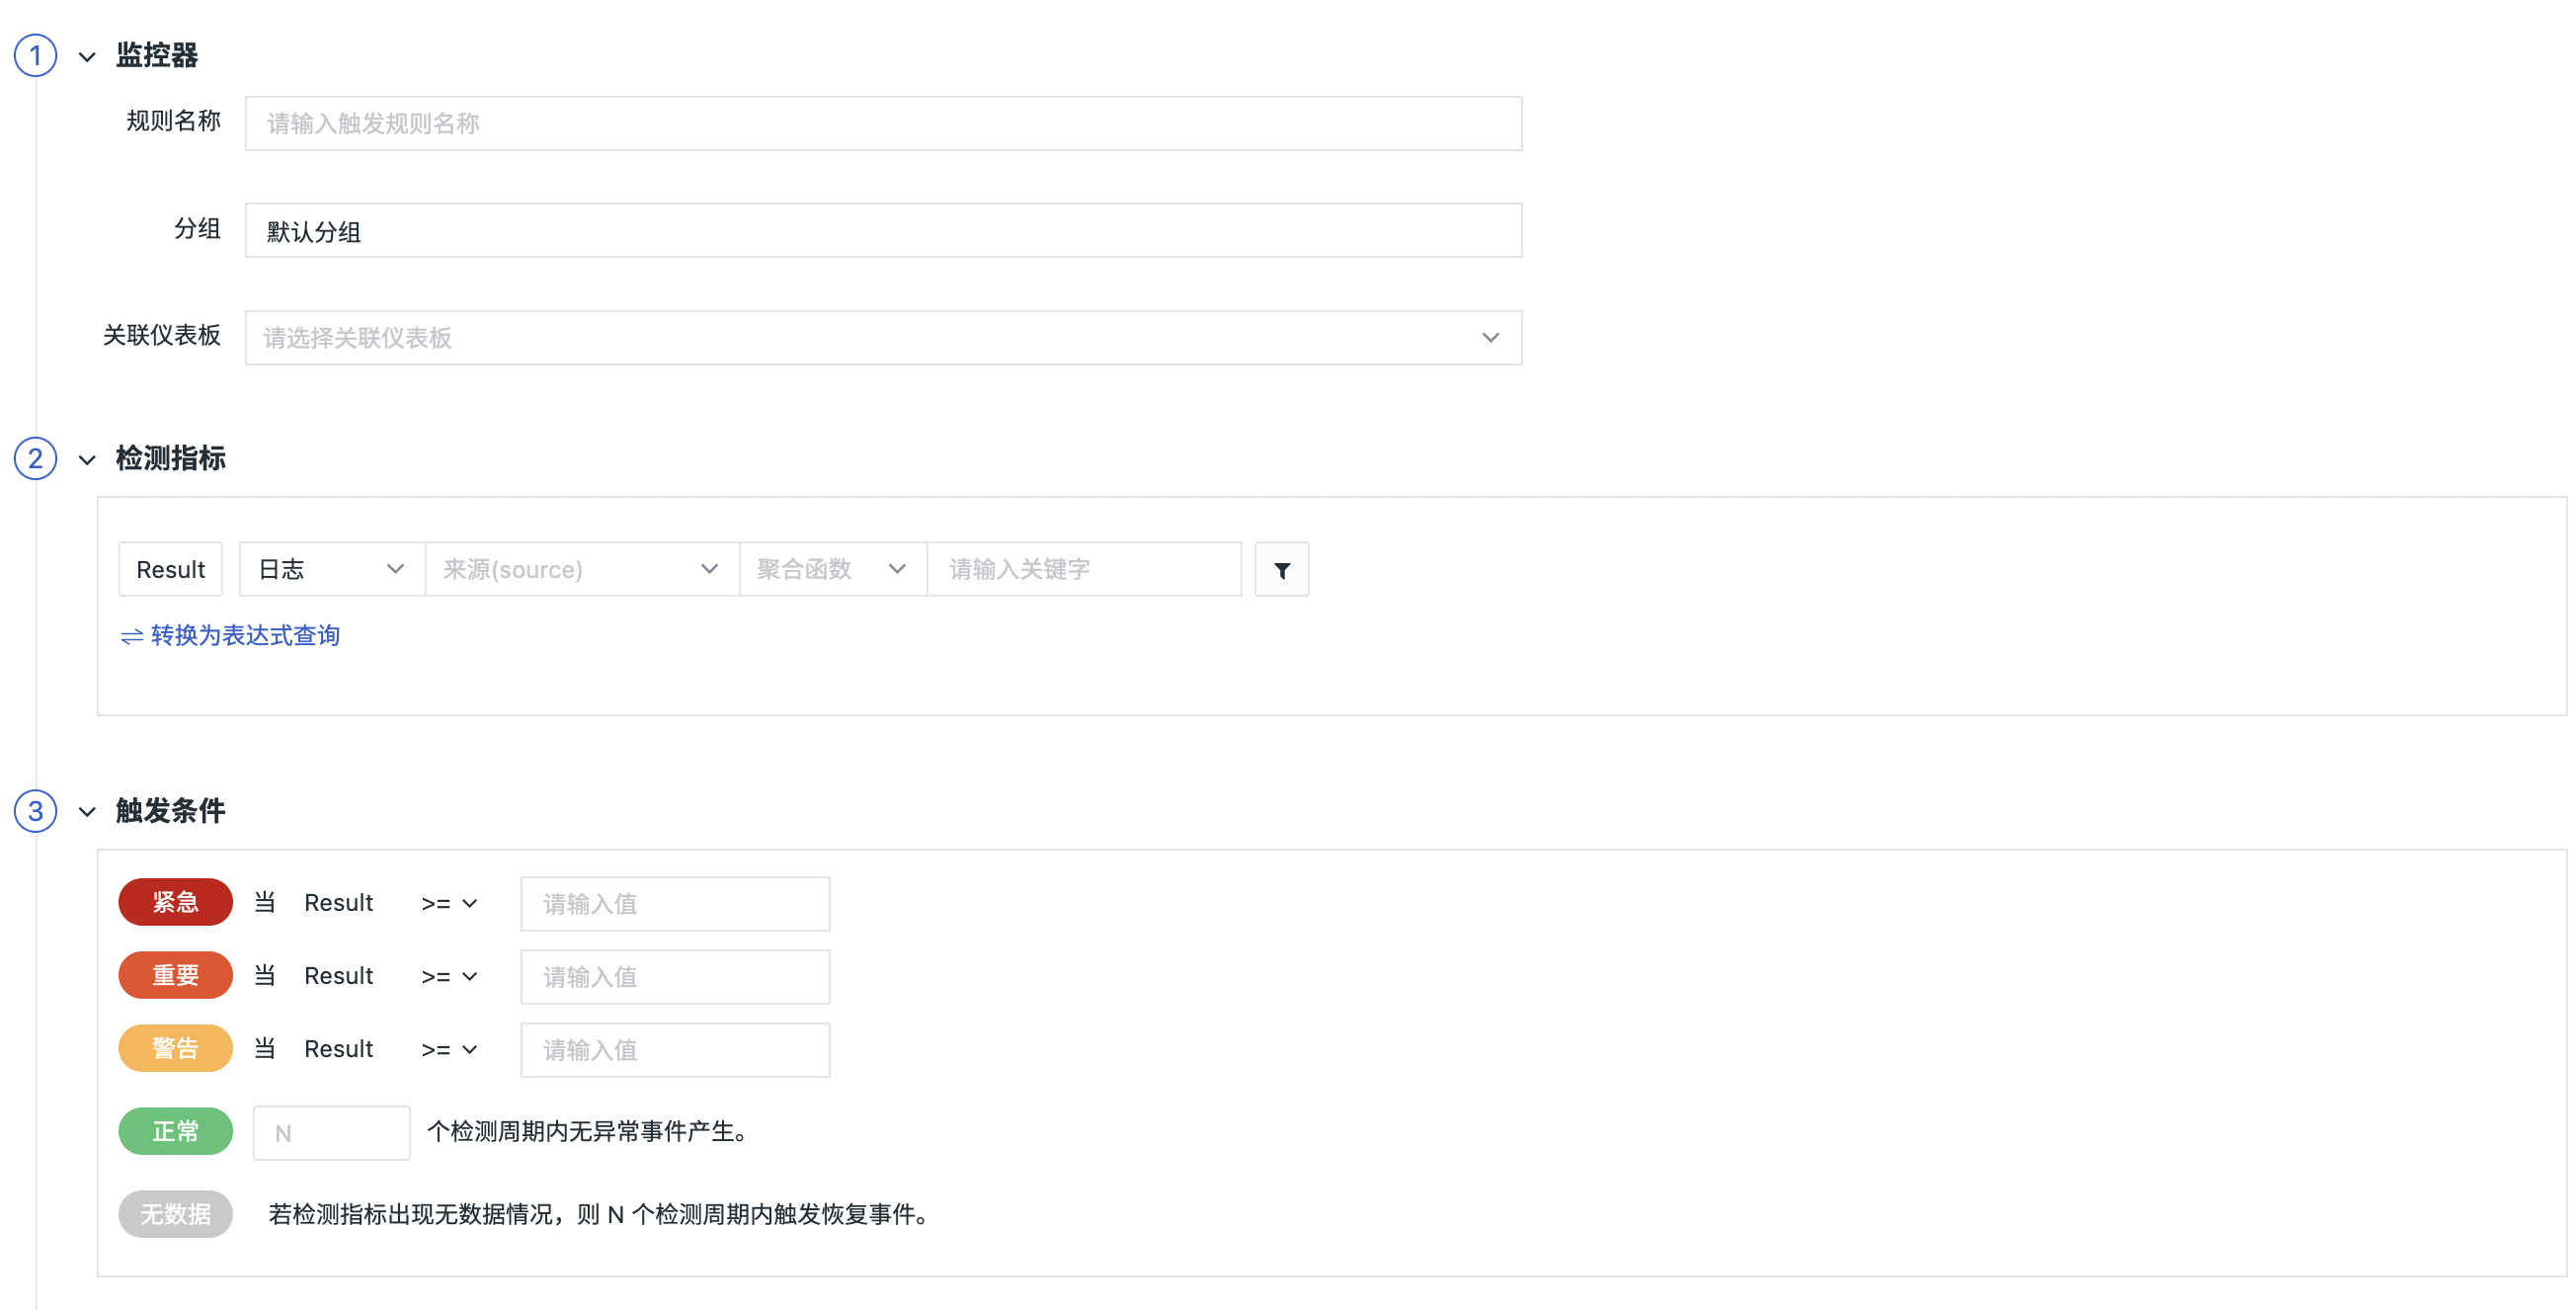 1 监控器
规则名称 请输入触发规则名称
分组 默认分组
关联仪表板 请选择关联仪表板
2 检测指标
Result 日志 来源(source) 聚合函数 请输入关键字
转换为表达式查询
3 触发条件
紧急 当 Result >= 请输入值
重要 当 Result >= 请输入值
警告 当 Result >= 请输入值
正常 N 个检测周期内无异常事件产生。
无数据 若检测指标出现无数据情况，则 N 个检测周期内触发恢复事件。